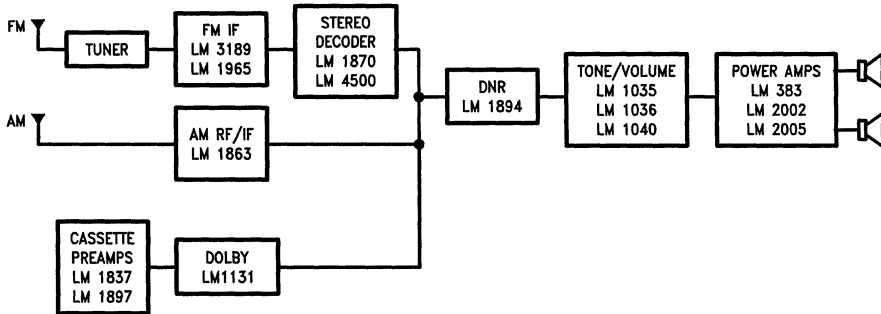 FM
TUNER
FM IF
LM 3189
LM 1965
STEREO
DECODER
LM 1870
LM 4500
AM
AM RF/IF
LM 1863
CASSETTE
PREAMPS
LM 1837
LM 1897
DOLBY
LM1131
DNR
LM 1894
TONE/VOLUME
LM 1035
LM 1036
LM 1040
POWER AMPS
LM 383
LM 2002
LM 2005